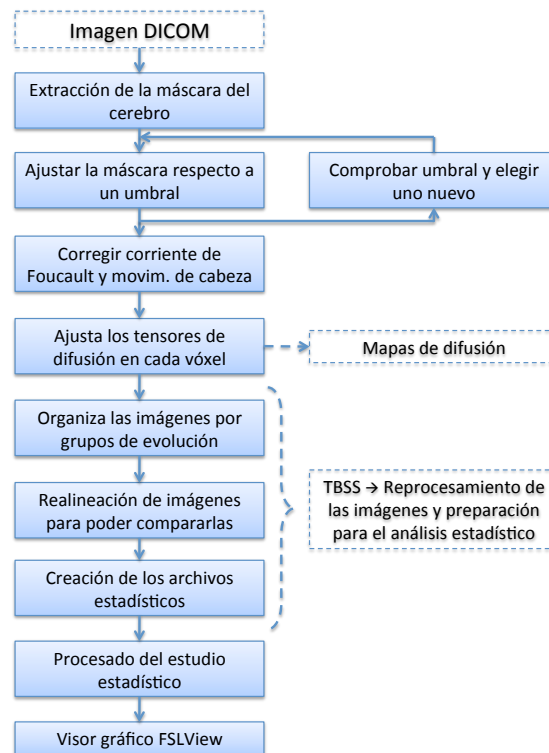 Imagen DICOM
Extracción de la máscara del
cerebro
Ajustar la máscara respecto a
un umbral
Comprobar umbral y elegir
uno nuevo
Corregir corriente de
Foucault y movim. de cabeza
Ajusta los tensores de
difusión en cada vóxel
Mapas de difusión
Organiza las imágenes por
grupos de evolución
Realineación de imágenes
para poder compararlas
Creación de los archivos
estadísticos
TBSS → Reprocesamiento de
las imágenes y preparación
para el análisis estadístico
Procesado del estudio
estadístico
Visor gráfico FSLView